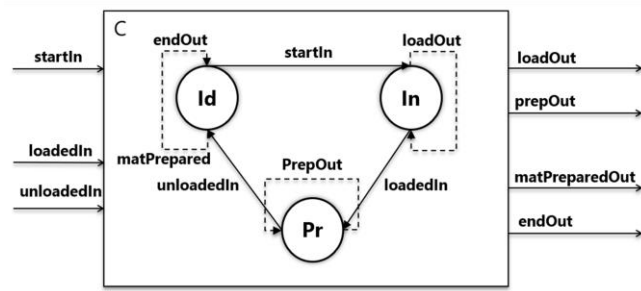 C
endOut
startIn
loadOut
startIn
loadOut
Id
In
prepOut
loadedIn
matPrepared
PrepOut
unloadedIn
loadedIn
unloadedIn
matPreparedOut
Pr
endOut